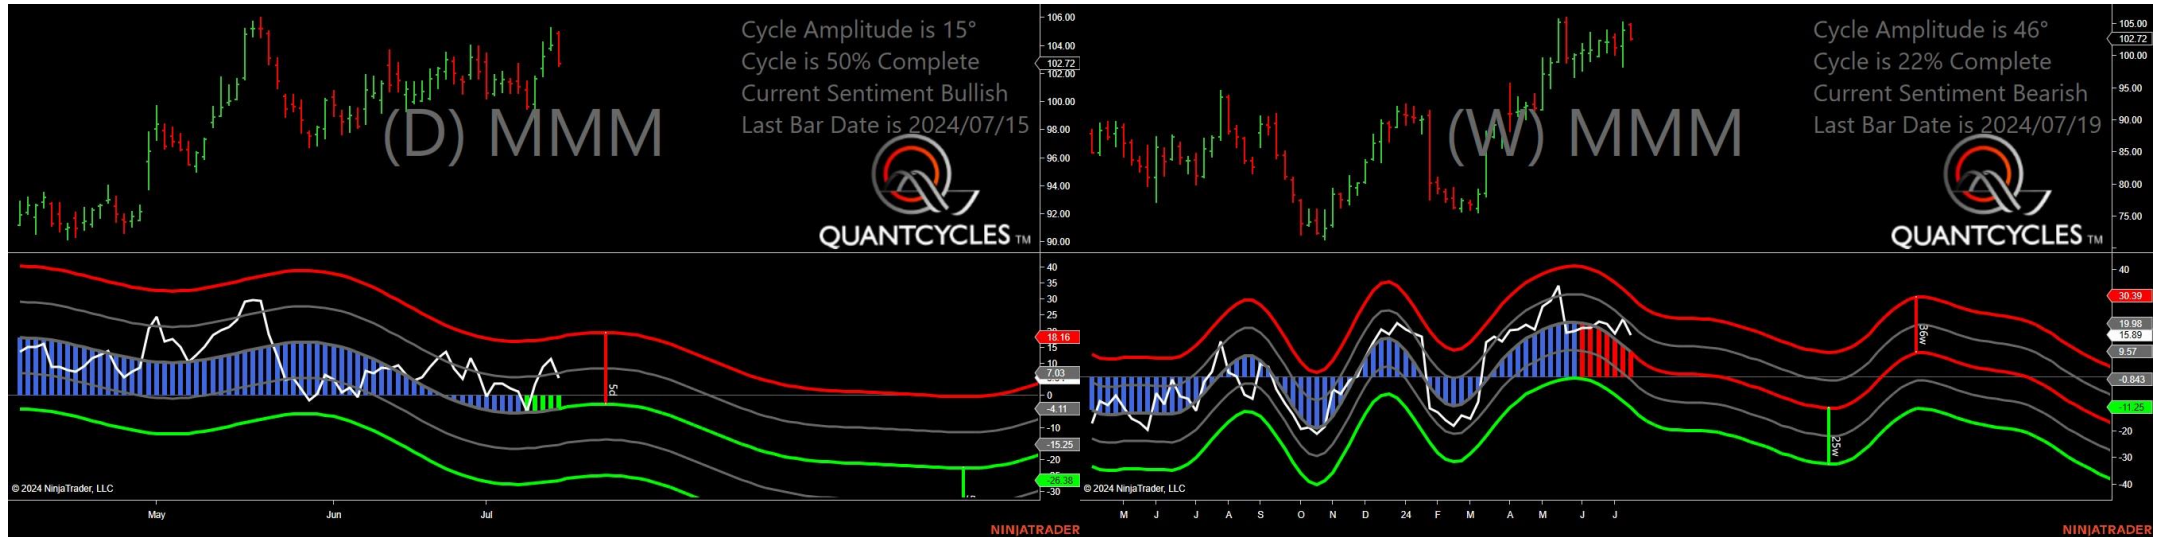 Cycle Amplitude is 15°
Cycle is 50% Complete
Current Sentiment Bullish
Last Bar Date is 2024/07/15
(D) MMM
QUANTCYCLES TM
106.00
104.00
102.72
102.00
100.00
98.00
96.00
94.00
92.00
90.00
40
35
30
25
18.16
15
10
7.03
0
-4.11
-10
-15.25
-20
-26.38
-30
5d
© 2024 NinjaTrader, LLC
May Jun Jul
NINJATRADER
Cycle Amplitude is 46°
Cycle is 22% Complete
Current Sentiment Bearish
Last Bar Date is 2024/07/19
(W) MMM
QUANTCYCLES TM
105.00
102.72
100.00
95.00
90.00
85.00
80.00
75.00
40
30.39
19.98
15.89
9.57
-0.843
-11.25
-20
-30
-40
36w
25w
© 2024 NinjaTrader, LLC
M J J A S O N D 24 F M A M J J
NINJATRADER